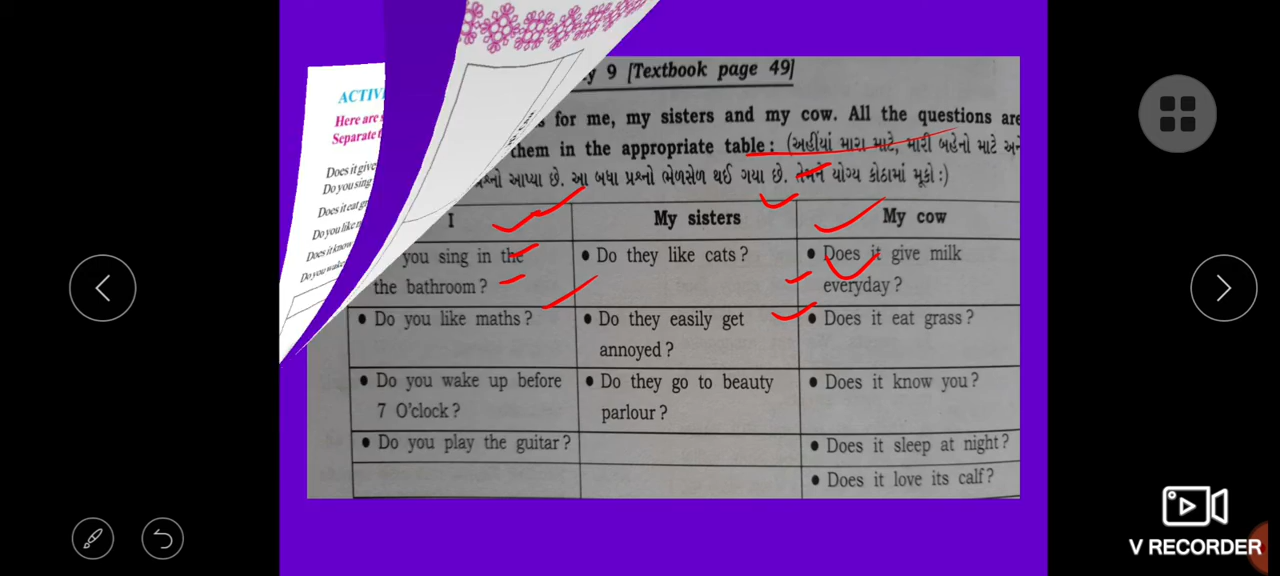 ACTIV
Here are s
Separate t
Does it give
Do you sing
Does it eat gr
Do you like m
Does it know
Do you wake
y 9 [Textbook page 49]
for me, my sisters and my cow. All the questions are
them in the appropriate table : (અહીંયાં મારા માટે, મારી બહેનો માટે અને
પ્રશ્નો આપ્યા છે. આ બધા પ્રશ્નો ભેળસેળ થઈ ગયા છે. તેમને યોગ્ય કોઠામાં મૂકો :)
I
My sisters
My cow
you sing in the
the bathroom ?
• Do they like cats ?
• Does it give milk
everyday ?
• Do you like maths ?
• Do they easily get
annoyed ?
• Does it eat grass ?
• Do you wake up before
7 O'clock ?
• Do they go to beauty
parlour ?
• Does it know you ?
• Do you play the guitar ?
• Does it sleep at night ?
• Does it love its calf ?
V RECORDER